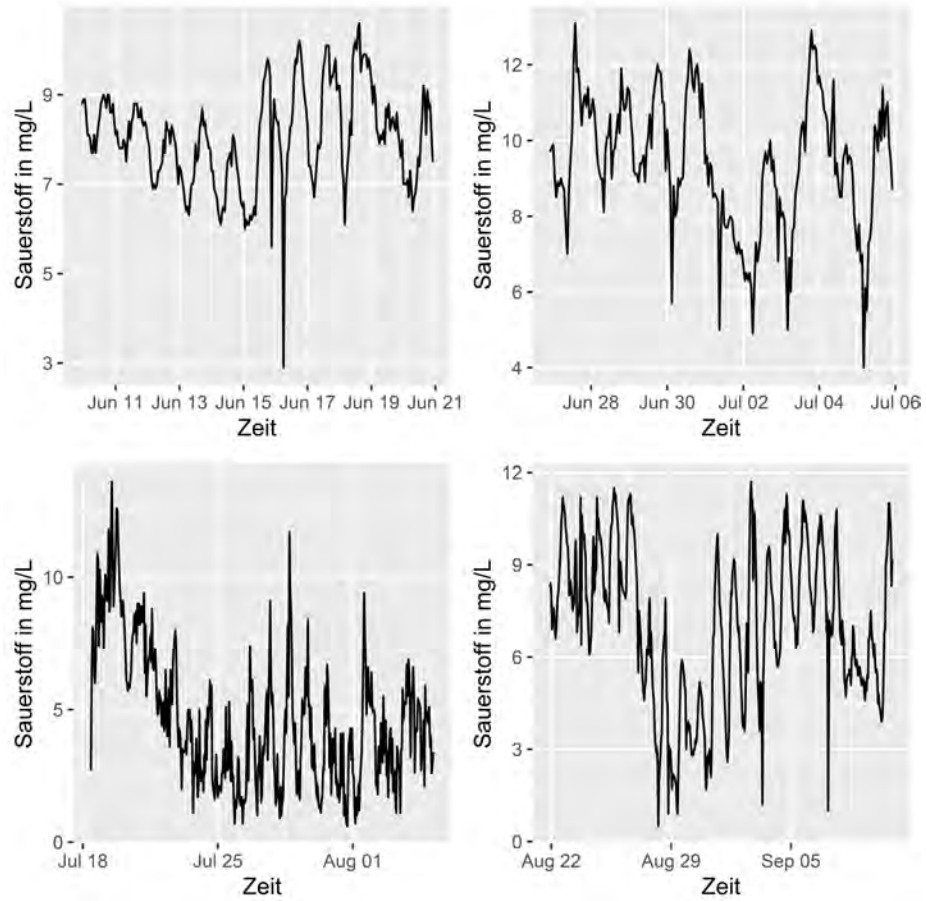 Sauerstoff in mg/L
9
7
5
3
Jun 11 Jun 13 Jun 15 Jun 17 Jun 19 Jun 21
Zeit
Sauerstoff in mg/L
12
10
8
6
4
Jun 28 Jun 30 Jul 02 Jul 04 Jul 06
Zeit
Sauerstoff in mg/L
10
5
0
Jul 18 Jul 25 Aug 01
Zeit
Sauerstoff in mg/L
12
9
6
3
0
Aug 22 Aug 29 Sep 05
Zeit